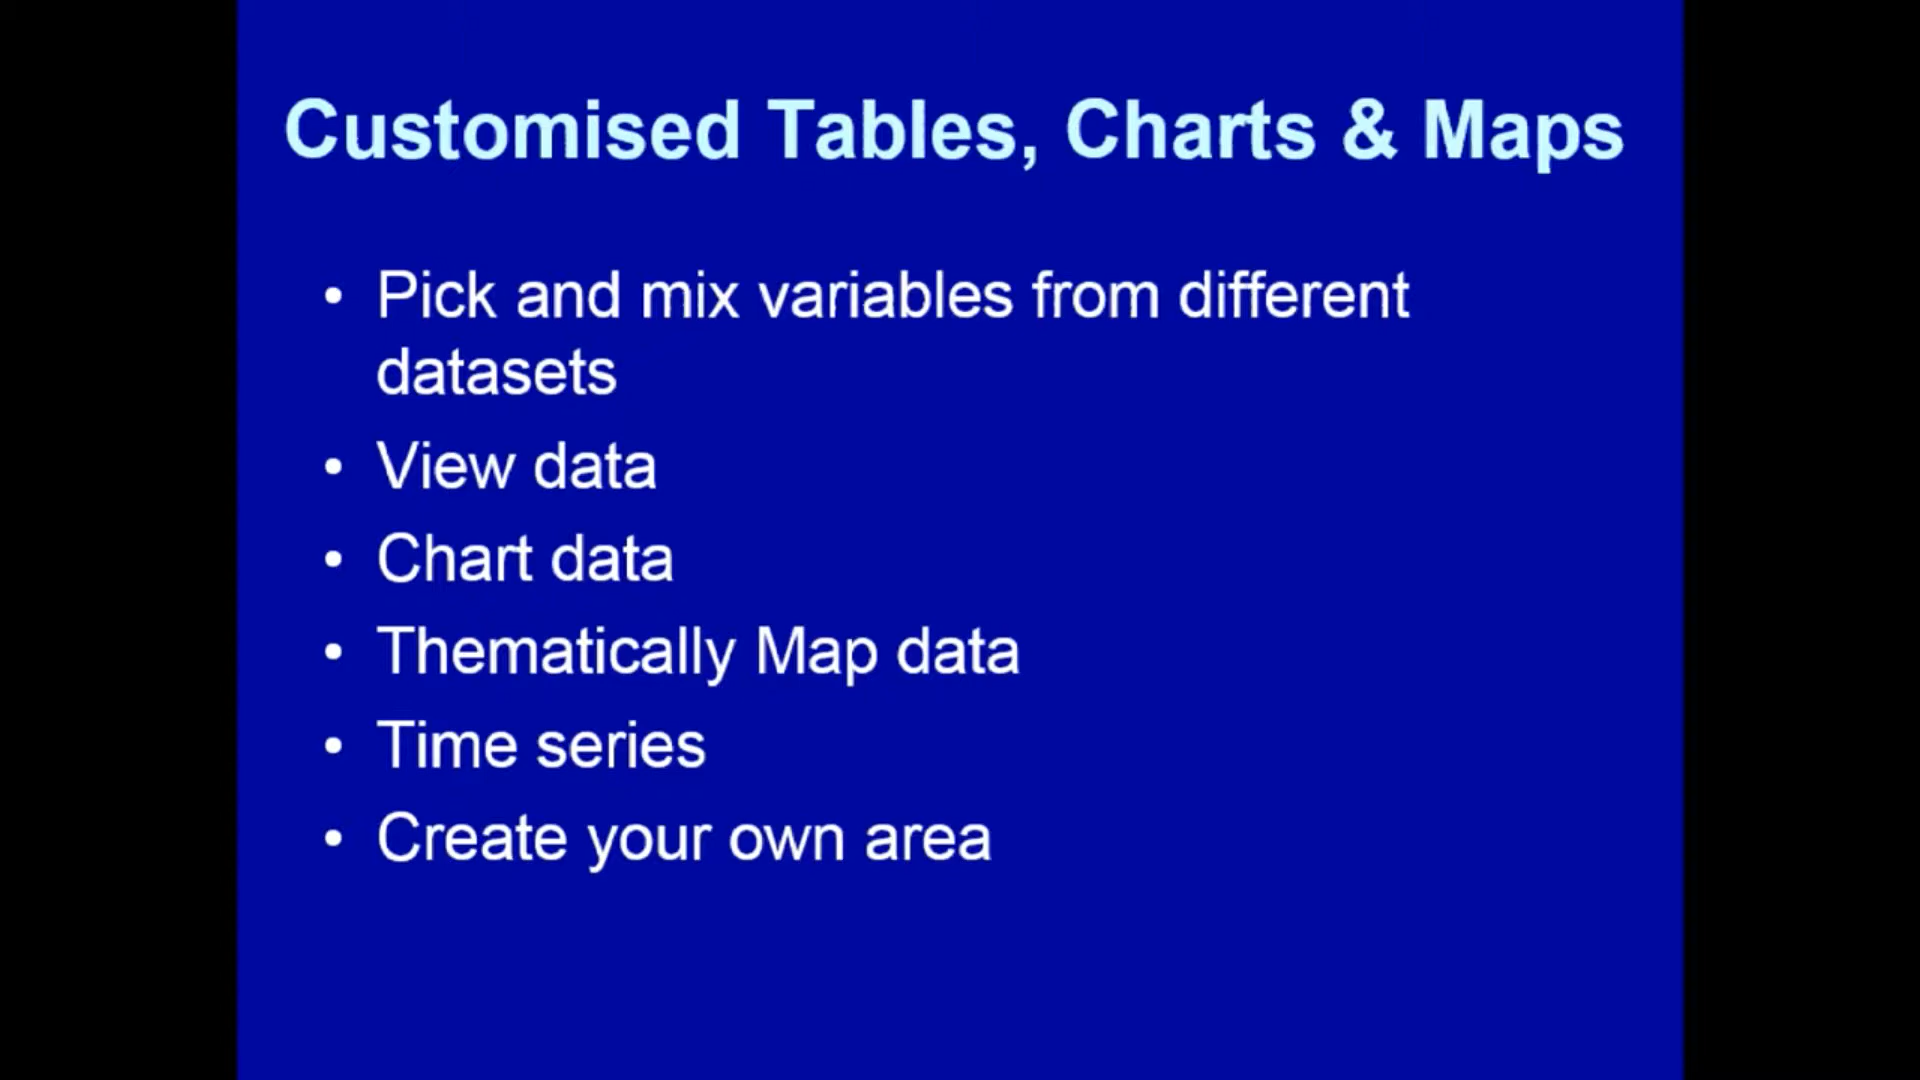 Customised Tables, Charts & Maps
• Pick and mix variables from different
datasets
• View data
• Chart data
• Thematically Map data
• Time series
• Create your own area